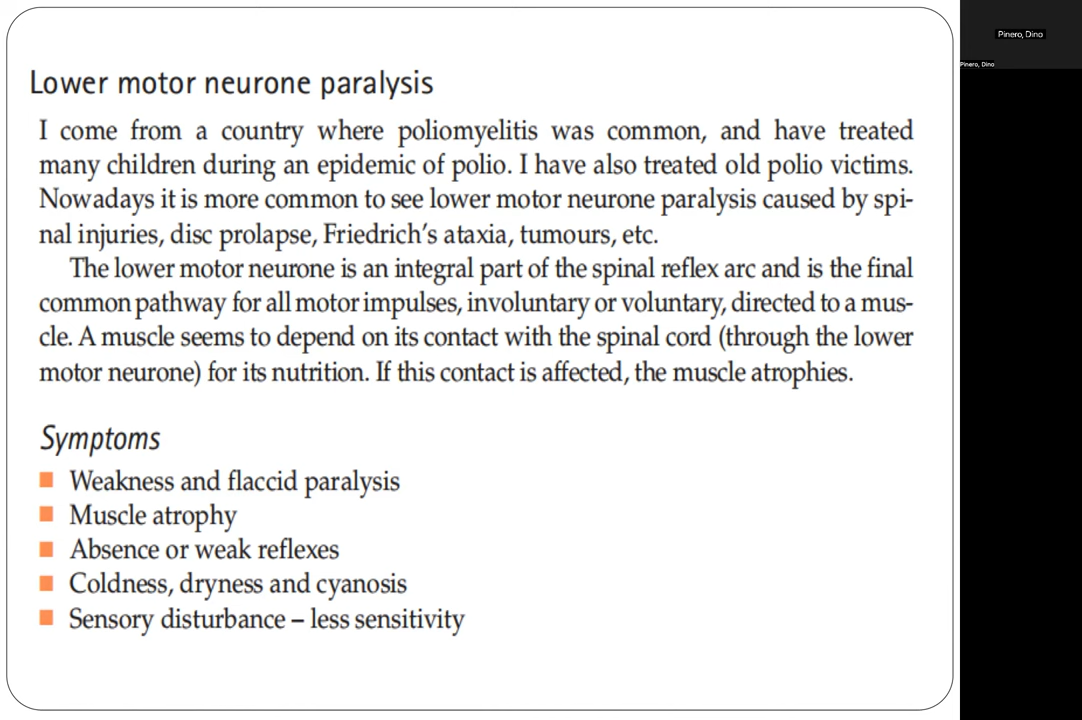 Lower motor neurone paralysis
I come from a country where poliomyelitis was common, and have treated
many children during an epidemic of polio. I have also treated old polio victims.
Nowadays it is more common to see lower motor neurone paralysis caused by spi-
nal injuries, disc prolapse, Friedrich's ataxia, tumours, etc.
The lower motor neurone is an integral part of the spinal reflex arc and is the final
common pathway for all motor impulses, involuntary or voluntary, directed to a mus-
cle. A muscle seems to depend on its contact with the spinal cord (through the lower
motor neurone) for its nutrition. If this contact is affected, the muscle atrophies.
Symptoms
Weakness and flaccid paralysis
Muscle atrophy
Absence or weak reflexes
Coldness, dryness and cyanosis
Sensory disturbance – less sensitivity
Pinero, Dino
Pinero, Dino